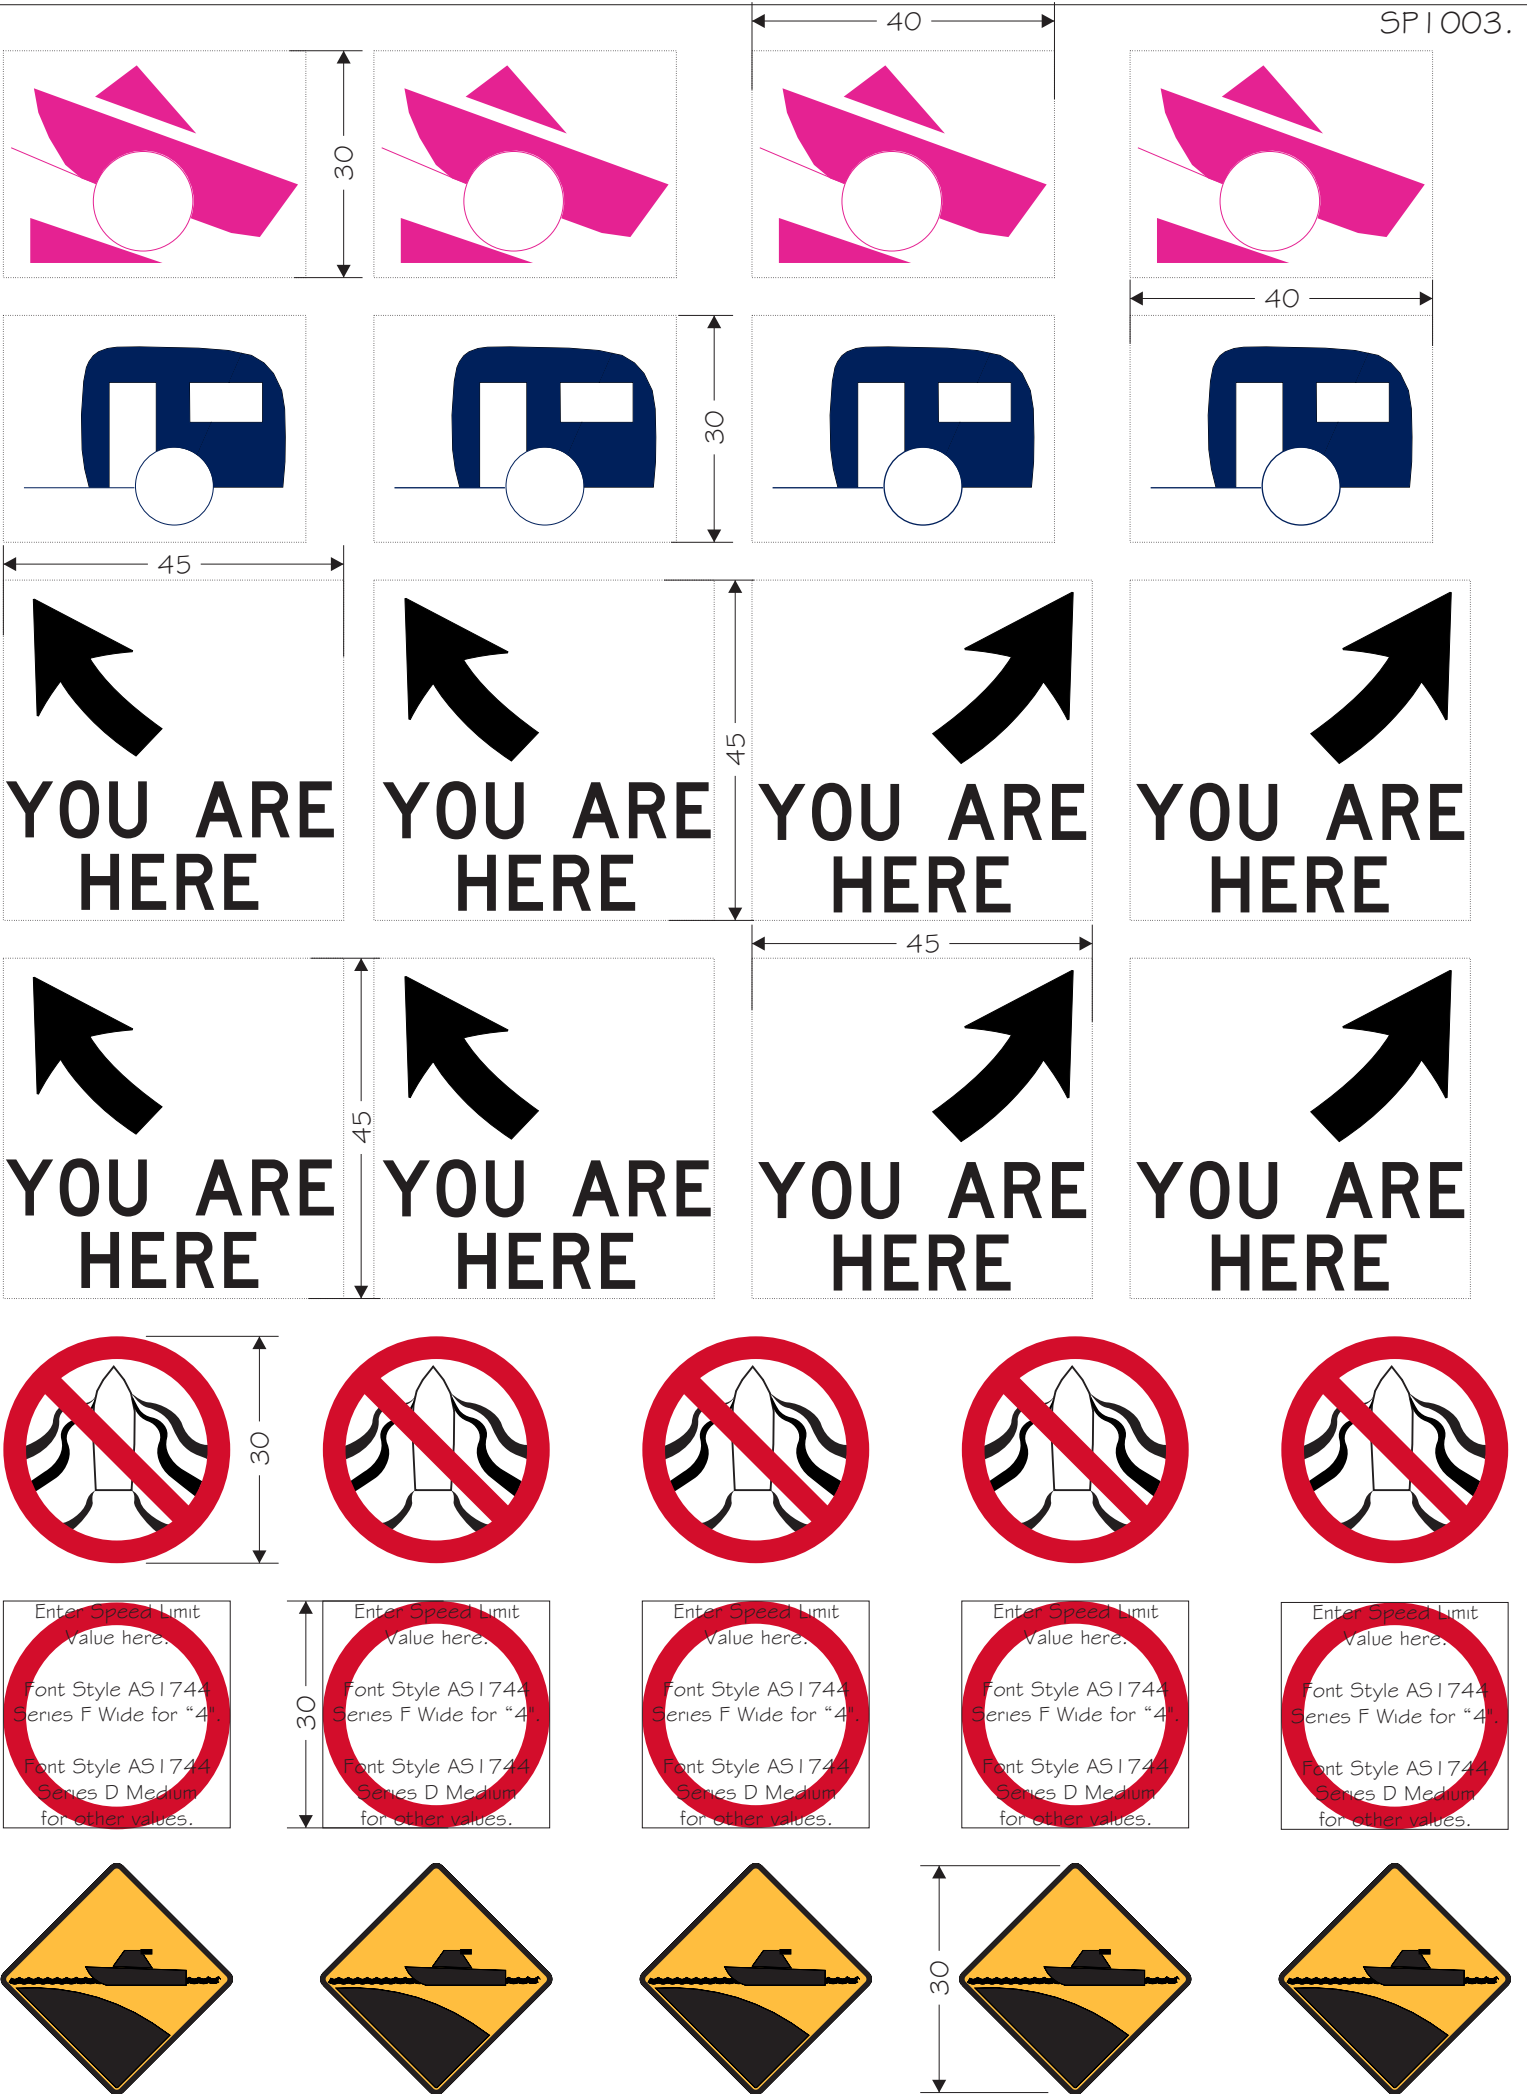 40
SP1003.
30
40
30
45
YOU ARE
HERE
YOU ARE
HERE
45
YOU ARE
HERE
YOU ARE
HERE
45
45
YOU ARE
HERE
YOU ARE
HERE
YOU ARE
HERE
YOU ARE
HERE
30
Enter Speed Limit
Value here.
Font Style AS1744
Series F Wide for “4".
Font Style AS1744
Series D Medium
for other values.
30
Enter Speed Limit
Value here.
Font Style AS1744
Series F Wide for “4".
Font Style AS1744
Series D Medium
for other values.
Enter Speed Limit
Value here.
Font Style AS1744
Series F Wide for “4".
Font Style AS1744
Series D Medium
for other values.
Enter Speed Limit
Value here.
Font Style AS1744
Series F Wide for “4".
Font Style AS1744
Series D Medium
for other values.
Enter Speed Limit
Value here.
Font Style AS1744
Series F Wide for “4".
Font Style AS1744
Series D Medium
for other values.
30